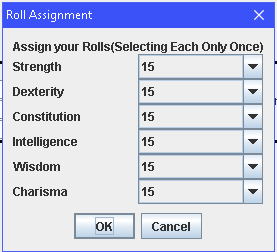 Roll Assignment
Assign your Rolls(Selecting Each Only Once)
Strength 15
Dexterity 15
Constitution 15
Intelligence 15
Wisdom 15
Charisma 15
OK Cancel